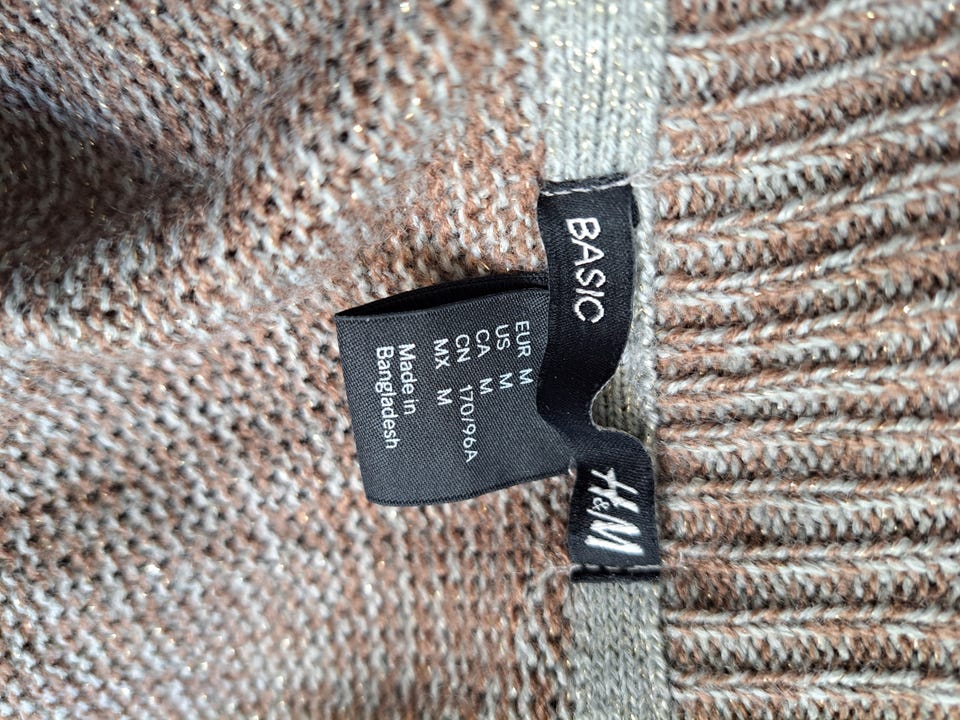 BASIC
H&M
EUR M
US M
CA M
CN 170/96A
MX M
Made in
Bangladesh